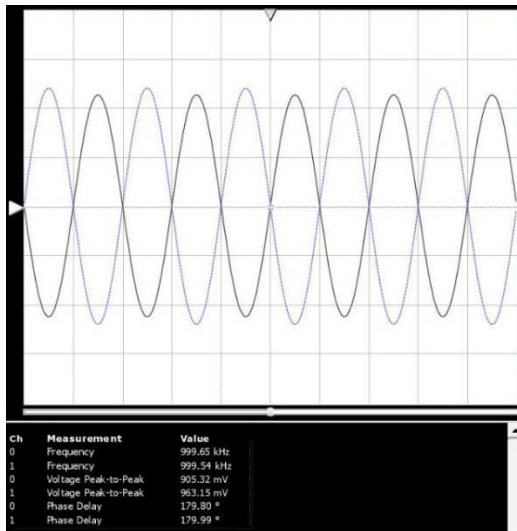 Ch Measurement Value
0 Frequency 999.65 kHz
1 Frequency 999.54 kHz
0 Voltage Peak-to-Peak 905.32 mV
1 Voltage Peak-to-Peak 963.15 mV
0 Phase Delay 179.80 °
1 Phase Delay 179.99 °